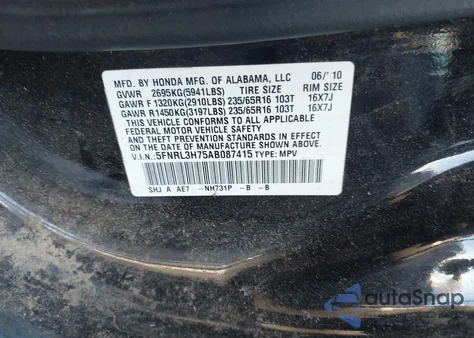 MFD. BY HONDA MFG. OF ALABAMA, LLC 06/'10
GVWR 2695KG(5941LBS) TIRE SIZE RIM SIZE
GAWR F 1320KG(2910LBS) 235/65R16 103T 16X7J
GAWR R 1450KG(3197LBS) 235/65R16 103T 16X7J
THIS VEHICLE CONFORMS TO ALL APPLICABLE
FEDERAL MOTOR VEHICLE SAFETY, BUMPER,
AND THEFT PREVENTION STANDARDS IN EFFECT
ON THE DATE OF MANUFACTURE SHOWN ABOVE.
V.I.N.:5FNRL3H75AB087415 TYPE: MPV
SHJ A AE7 -NH731P -B -B
autoSnap